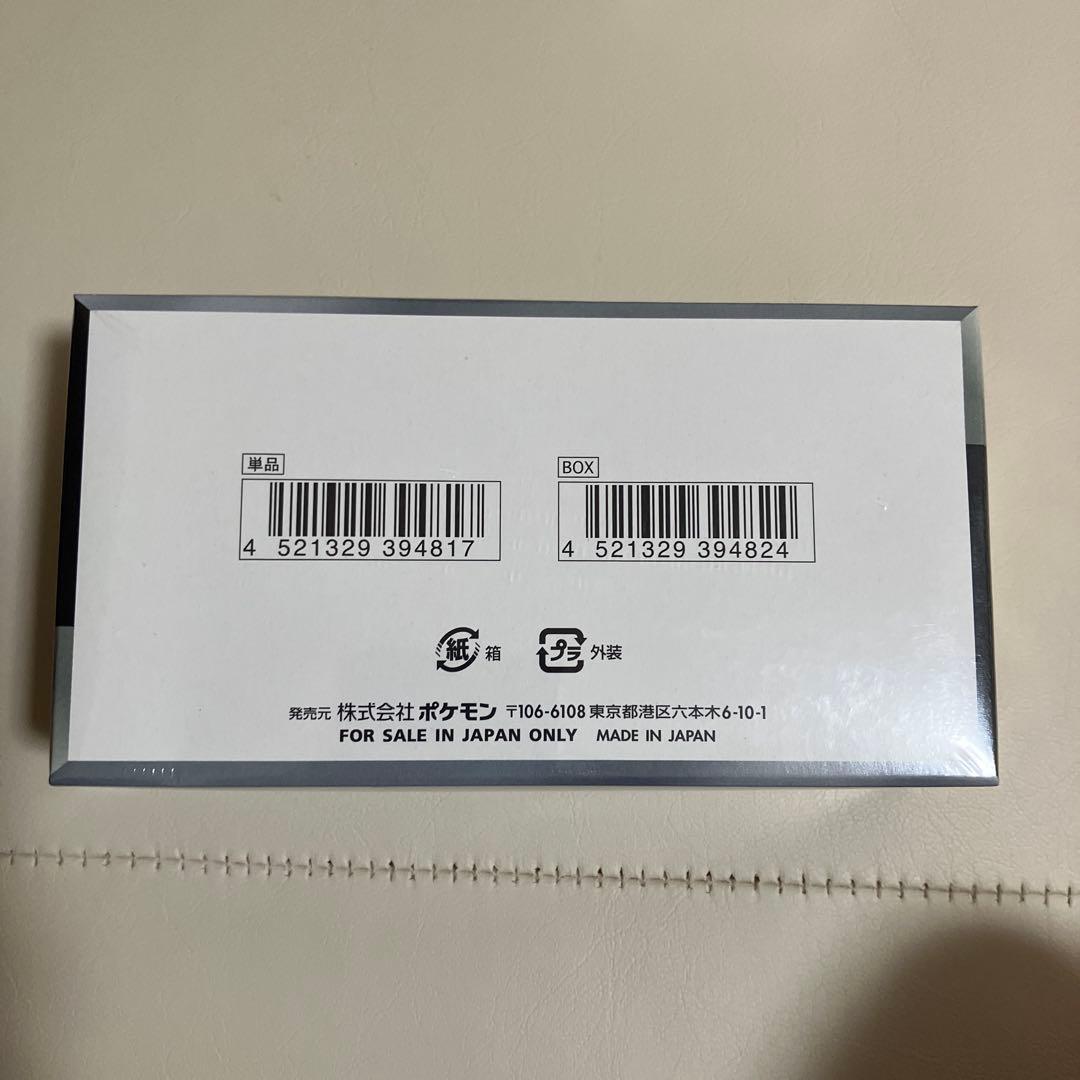 単品
4 521329 394817
BOX
4 521329 394824
紙 箱
プラ 外装
発売元 株式会社ポケモン 〒106-6108 東京都港区六本木6-10-1
FOR SALE IN JAPAN ONLY MADE IN JAPAN